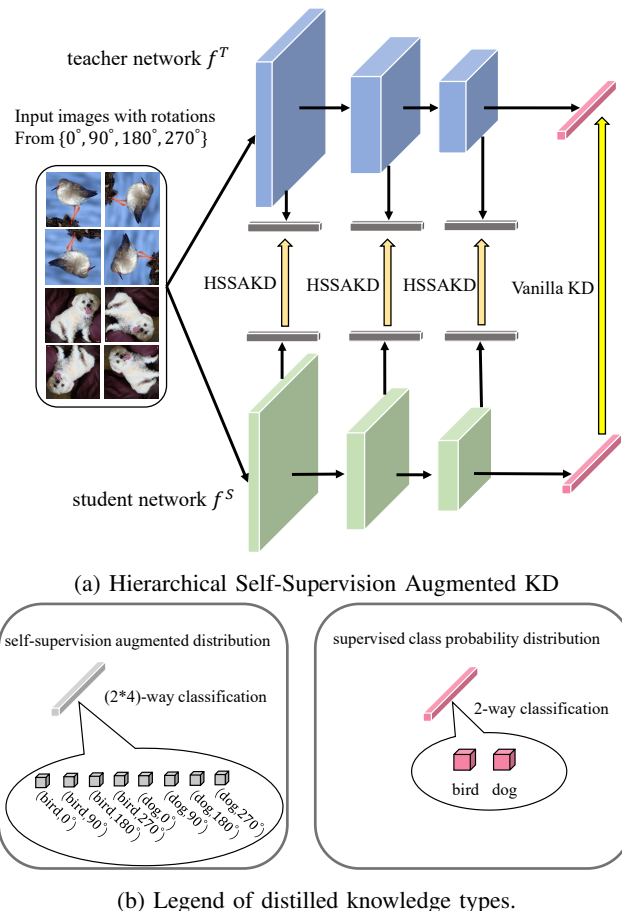 teacher network f^T
Input images with rotations
From {0°, 90°, 180°, 270°}
HSSAKD
HSSAKD
HSSAKD
Vanilla KD
student network f^S
(a) Hierarchical Self-Supervision Augmented KD
self-supervision augmented distribution
(2*4)-way classification
(bird,0°)
(bird,90°)
(bird,180°)
(bird,270°)
(dog,0°)
(dog,90°)
(dog,180°)
(dog,270°)
supervised class probability distribution
2-way classification
bird dog
(b) Legend of distilled knowledge types.